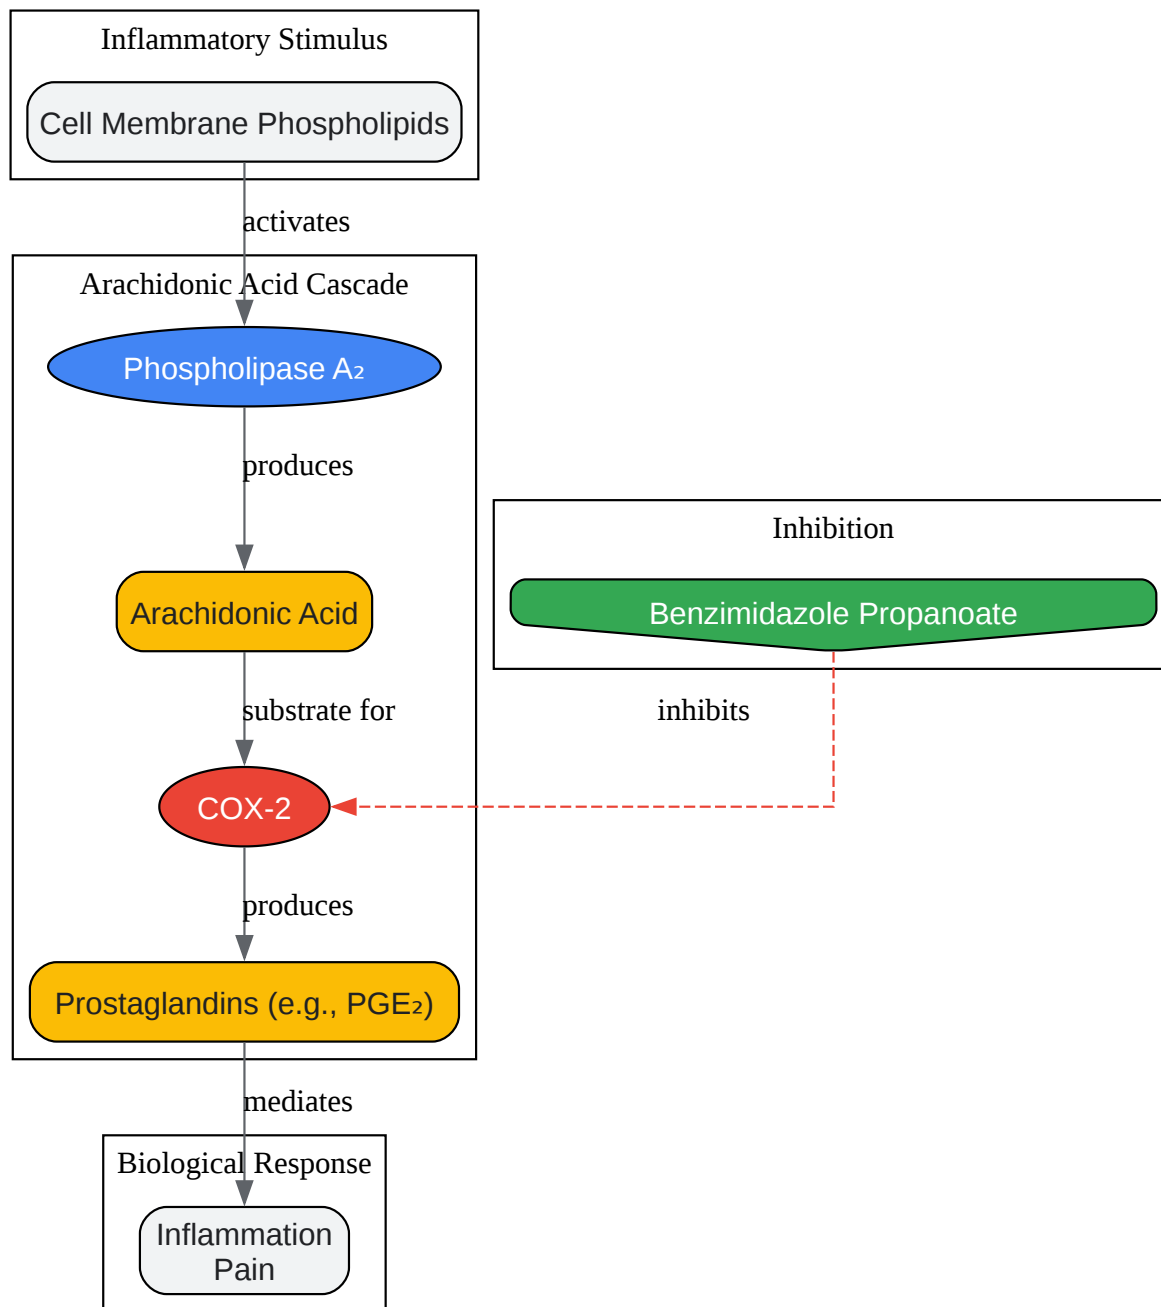 Inflammatory Stimulus
Cell Membrane Phospholipids
activates
Arachidonic Acid Cascade
Phospholipase A₂
produces
Inhibition
Arachidonic Acid
Benzimidazole Propanoate
substrate for
inhibits
COX-2
produces
Prostaglandins (e.g., PGE₂)
mediates
Biological Response
Inflammation
Pain